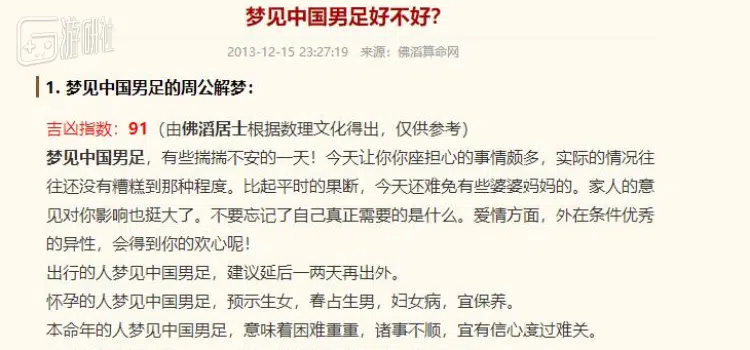 游研社
梦见中国男足好不好?
2013-12-15 23:27:19 来源：佛滔算命网
1. 梦见中国男足的周公解梦：
吉凶指数：91（由佛滔居士根据数理文化得出，仅供参考）
梦见中国男足，有些揣揣不安的一天！今天让你你座担心的事情颇多，实际的情况往
往还没有糟糕到那种程度。比起平时的果断，今天还难免有些婆婆妈妈的。家人的意
见对你影响也挺大了。不要忘记了自己真正需要的是什么。爱情方面，外在条件优秀
的异性，会得到你的欢心呢！
出行的人梦见中国男足，建议延后一两天再出外。
怀孕的人梦见中国男足，预示生女，春占生男，妇女病，宜保养。
本命年的人梦见中国男足，意味着困难重重，诸事不顺，宜有信心度过难关。